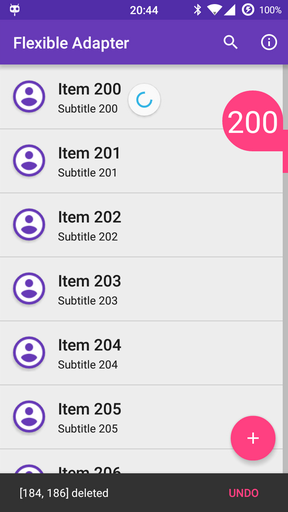 20:44
100%
Flexible Adapter
Item 200
Subtitle 200
200
Item 201
Subtitle 201
Item 202
Subtitle 202
Item 203
Subtitle 203
Item 204
Subtitle 204
Item 205
Subtitle 205
Item 206
[184, 186] deleted
UNDO